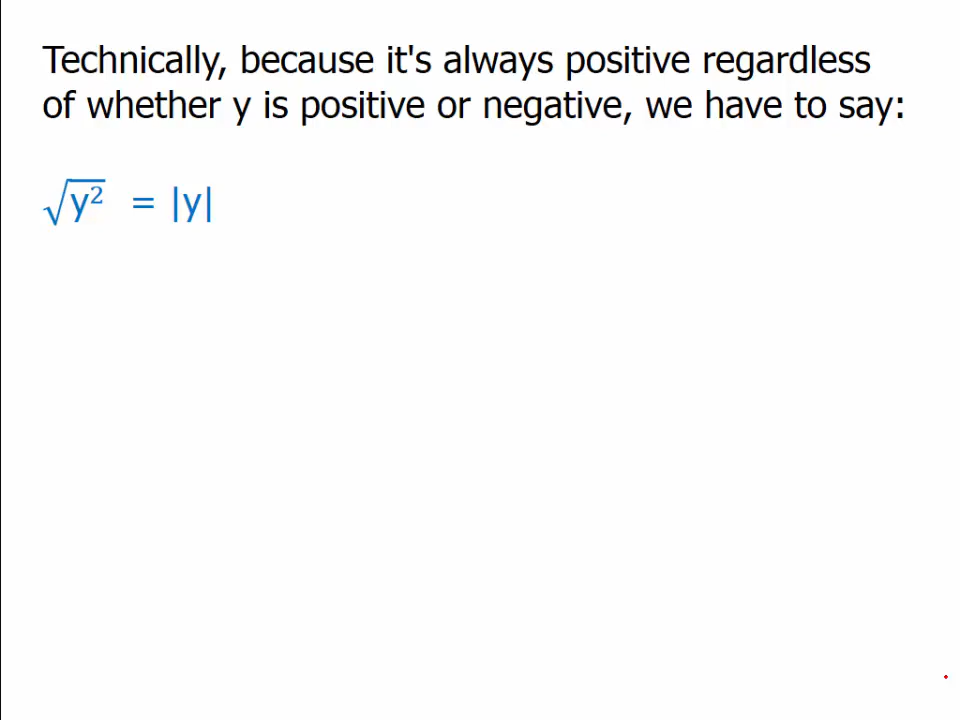 Technically, because it's always positive regardless
of whether y is positive or negative, we have to say:
√y² = |y|